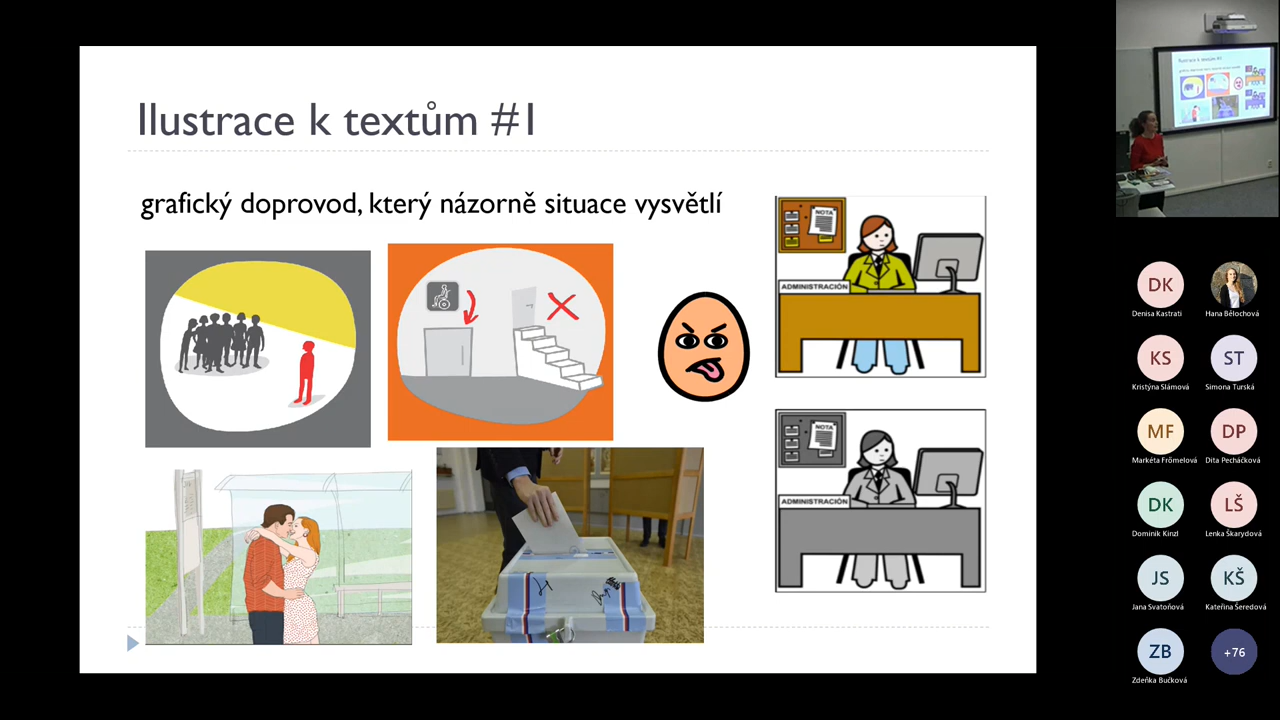 Ilustrace k textům #1
grafický doprovod, který názorně situace vysvětlí
NOTA
ADMINISTRACIÓN
NOTA
ADMINISTRACIÓN
DK
Denisa Kastrati
Hana Bělochová
KS
Kristýna Slámová
ST
Simona Turská
MF
Markéta Frömelová
DP
Dita Pecháčková
DK
Dominik Kinzl
LŠ
Lenka Škarydová
JS
Jana Svatoňová
KŠ
Kateřina Šeredová
ZB
Zdeňka Bučková
+76